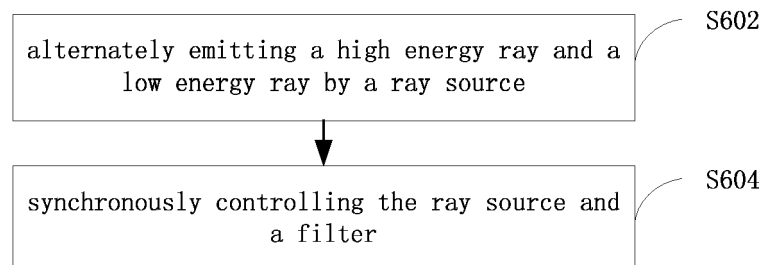 S602
alternately emitting a high energy ray and a
low energy ray by a ray source
S604
synchronously controlling the ray source and
a filter